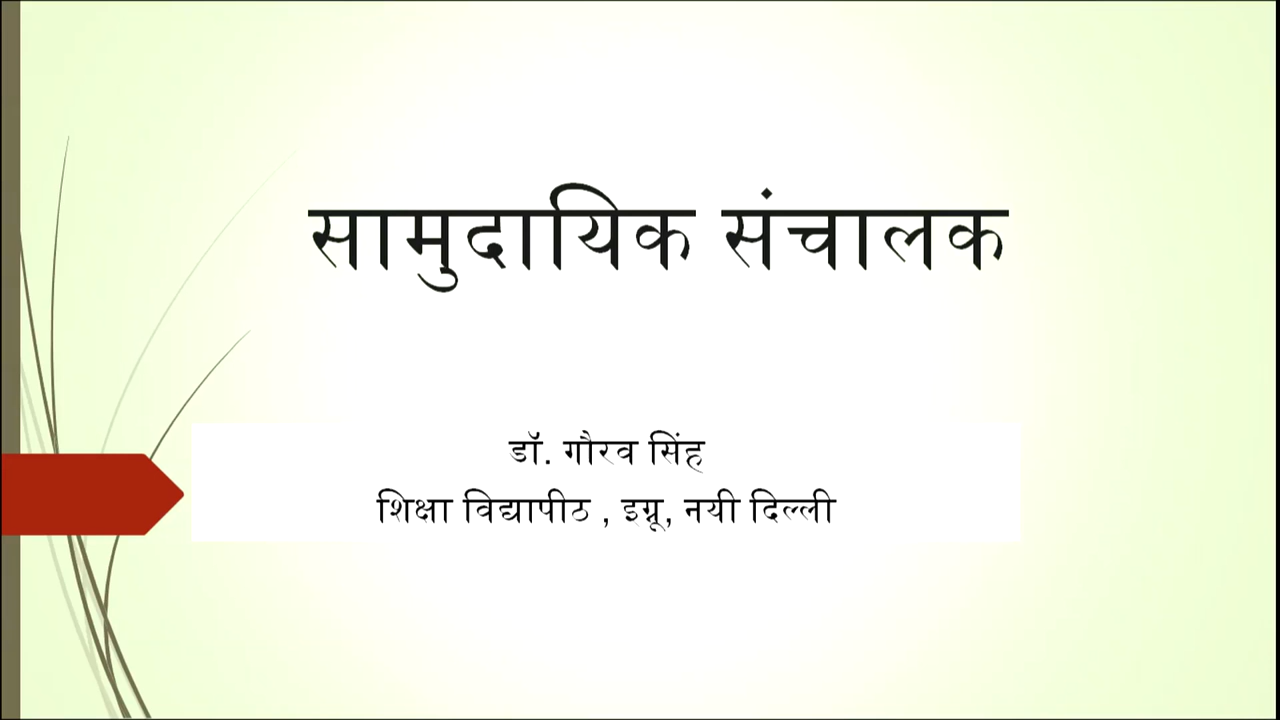 सामुदायिक संचालक
डॉ. गौरव सिंह
शिक्षा विद्यापीठ , इग्नू, नयी दिल्ली